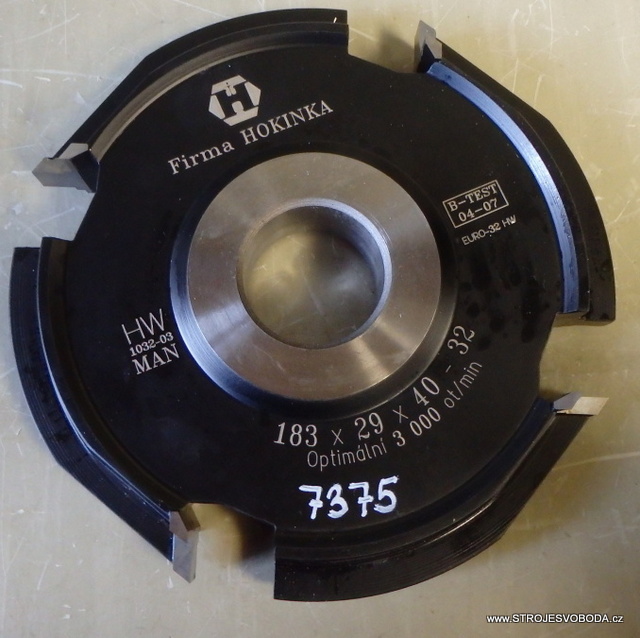 H
Firma HOKINKA
B-TEST
04-07
EURO-32 HW
HW
1032-03
MAN
183 x 29 x 40 - 32
Optimální 3 000 ot/min
7375
www.STROJESVOBODA.cz